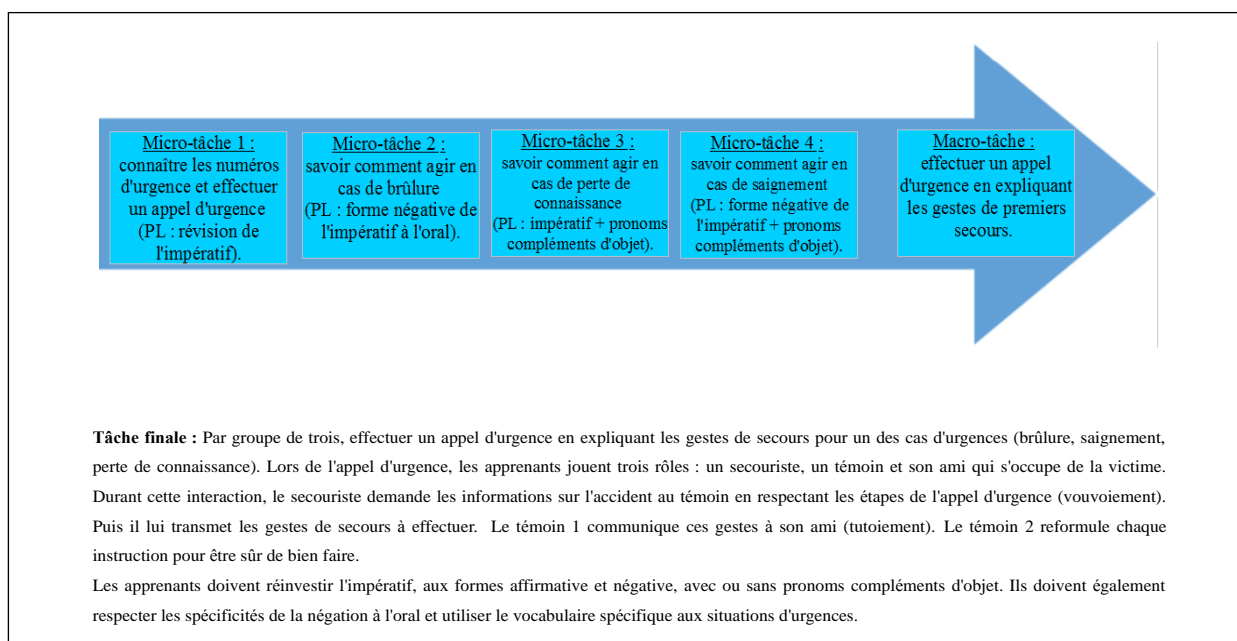 Micro-tâche 1 :
connaître les numéros
d'urgence et effectuer
un appel d'urgence
(PL : révision de
l'impératif).
Micro-tâche 2 :
savoir comment agir en
cas de brûlure
(PL : forme négative de
l'impératif à l'oral).
Micro-tâche 3 :
savoir comment agir en
cas de perte de
connaissance
(PL : impératif + pronoms
compléments d'objet).
Micro-tâche 4 :
savoir comment agir en
cas de saignement
(PL : forme négative de
l'impératif + pronoms
compléments d'objet).
Macro-tâche :
effectuer un appel
d'urgence en expliquant
les gestes de premiers
secours.
Tâche finale : Par groupe de trois, effectuer un appel d'urgence en expliquant les gestes de secours pour un des cas d'urgences (brûlure, saignement,
perte de connaissance). Lors de l'appel d'urgence, les apprenants jouent trois rôles : un secouriste, un témoin et son ami qui s'occupe de la victime.
Durant cette interaction, le secouriste demande les informations sur l'accident au témoin en respectant les étapes de l'appel d'urgence (vouvoiement).
Puis il lui transmet les gestes de secours à effectuer. Le témoin 1 communique ces gestes à son ami (tutoiement). Le témoin 2 reformule chaque
instruction pour être sûr de bien faire.
Les apprenants doivent réinvestir l'impératif, aux formes affirmative et négative, avec ou sans pronoms compléments d'objet. Ils doivent également
respecter les spécificités de la négation à l'oral et utiliser le vocabulaire spécifique aux situations d'urgences.